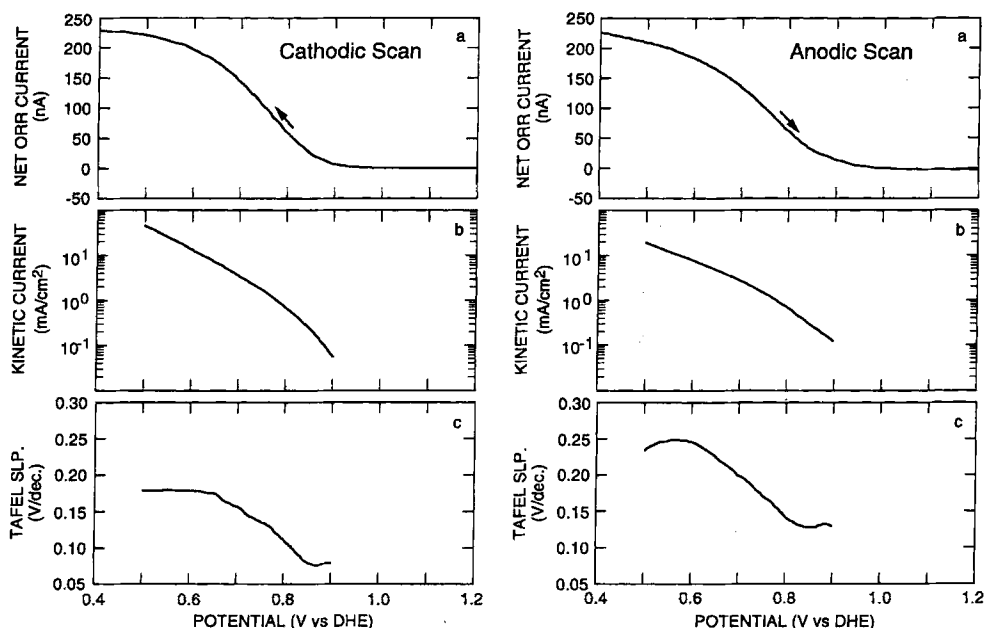 250
200
150
100
50
0
-50
NET ORR CURRENT
(nA)
a
Cathodic Scan
10¹
10⁰
10⁻¹
KINETIC CURRENT
(mA/cm²)
b
0.30
0.25
0.20
0.15
0.10
0.05
TAFEL SLP.
(V/dec.)
c
0.4 0.6 0.8 1.0 1.2
POTENTIAL (V vs DHE)
250
200
150
100
50
0
-50
NET ORR CURRENT
(nA)
a
Anodic Scan
10¹
10⁰
10⁻¹
KINETIC CURRENT
(mA/cm²)
b
0.30
0.25
0.20
0.15
0.10
0.05
TAFEL SLP.
(V/dec.)
c
0.4 0.6 0.8 1.0 1.2
POTENTIAL (V vs DHE)